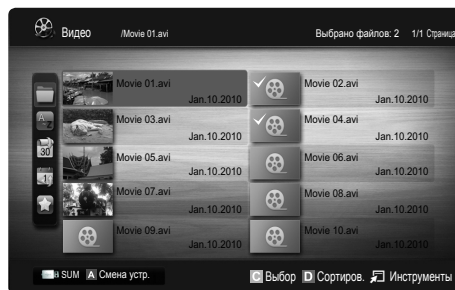 Видео /Movie 01.avi Выбрано файлов: 2 1/1 Страница
Movie 01.avi Movie 02.avi
Jan.10.2010 Jan.10.2010
Movie 03.avi Movie 04.avi
Jan.10.2010 Jan.10.2010
Movie 05.avi Movie 06.avi
Jan.10.2010 Jan.10.2010
Movie 07.avi Movie 08.avi
Jan.10.2010 Jan.10.2010
Movie 09.avi Movie 10.avi
Jan.10.2010 Jan.10.2010
SUM A Смена устр. C Выбор D Сортиров. Инструменты